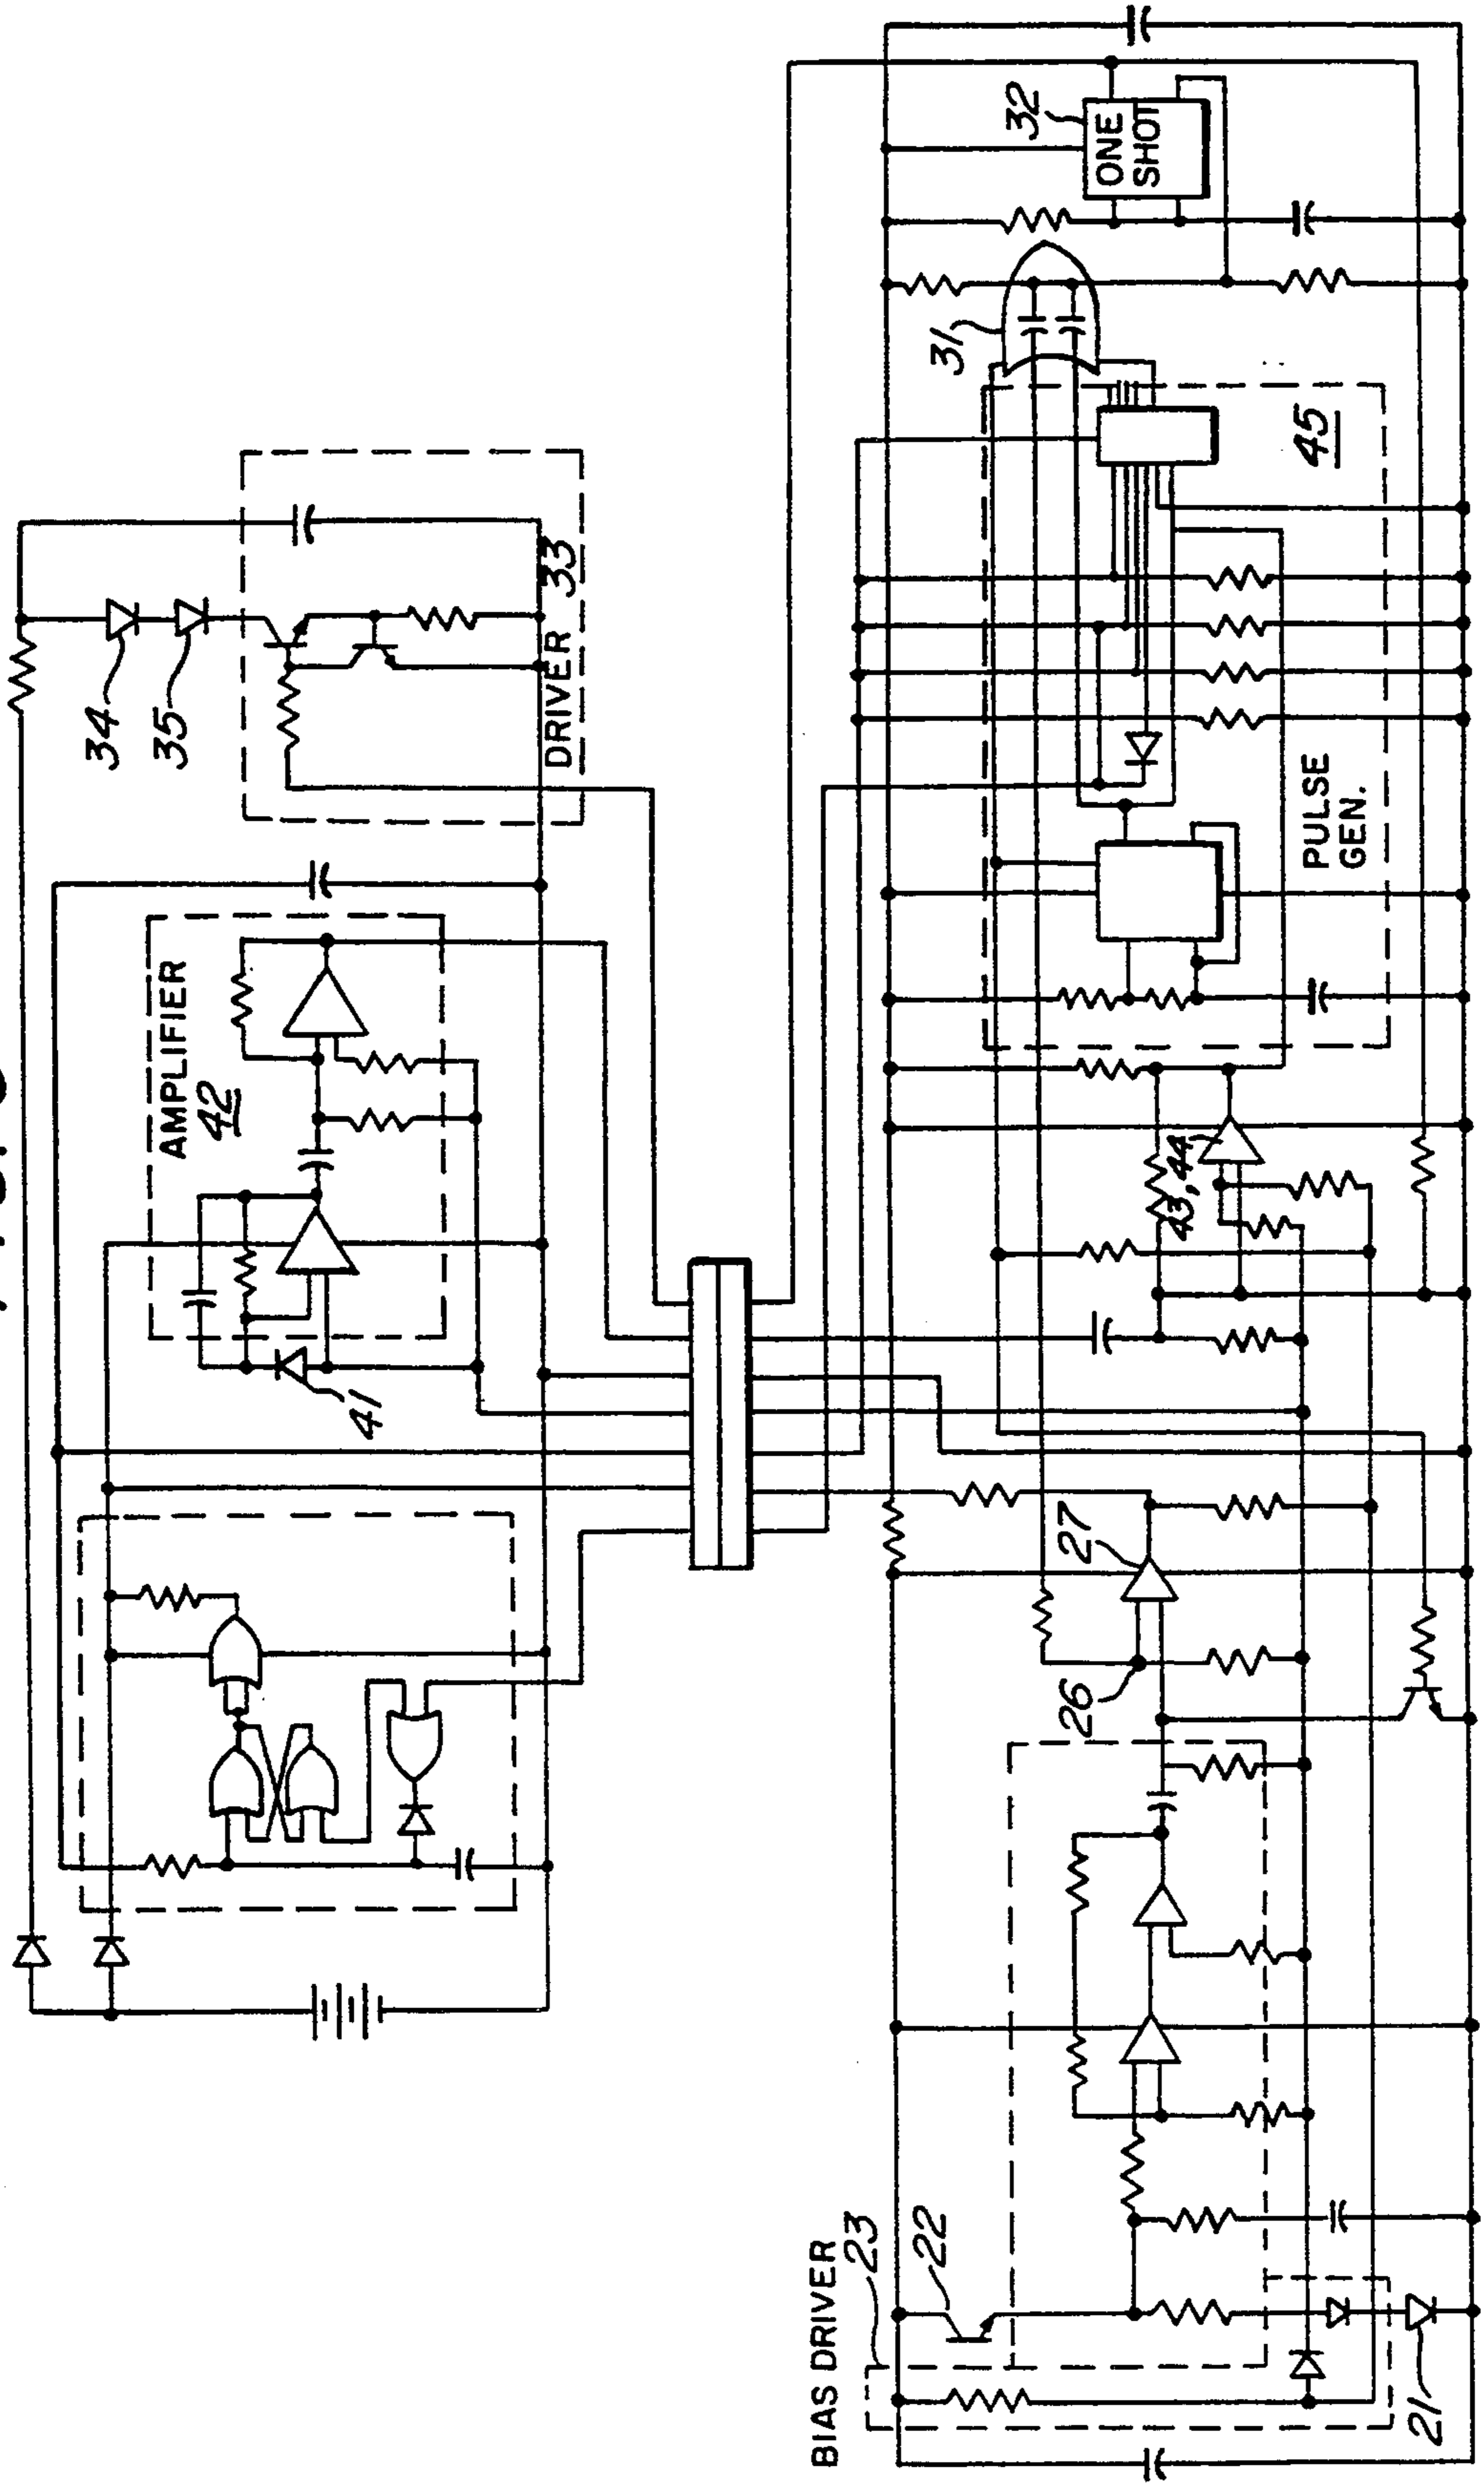 34
35
DRIVER 33
AMPLIFIER
42
41
32
ONE
SHOT
31
45
PULSE
GEN.
43, 44
27
26
BIAS DRIVER
23
22
21